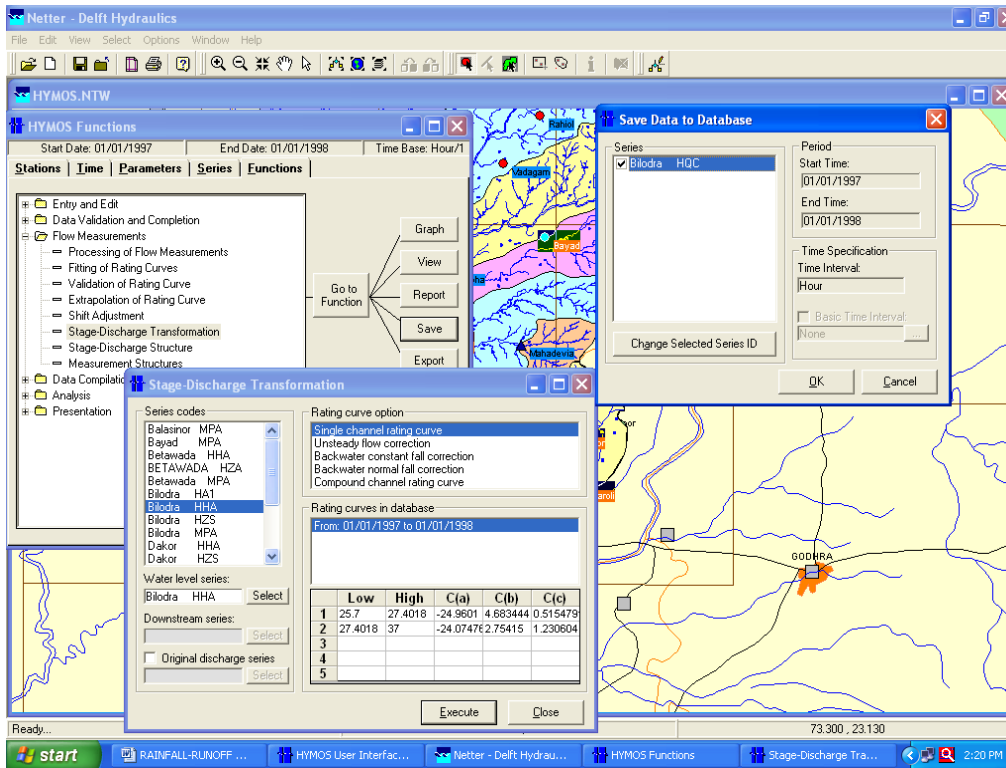 Netter - Delft Hydraulics
File Edit View Select Options Window Help
HYMOS.NTW
HYMOS Functions
Start Date: 01/01/1997 End Date: 01/01/1998 Time Base: Hour/1
Stations Time Parameters Series Functions
Entry and Edit
Data Validation and Completion
Flow Measurements
Processing of Flow Measurements
Fitting of Rating Curves
Validation of Rating Curve
Extrapolation of Rating Curve
Shift Adjustment
Stage-Discharge Transformation
Stage-Discharge Structure
Measurement Structures
Data Compilatio
Analysis
Presentation
Go to
Function
Graph
View
Report
Save
Export
Rahiol
Vadagam
Bayad
Mahadevia
GODHRA
Save Data to Database
Series
Bilodra HQC
Change Selected Series ID
Period
Start Time:
01/01/1997
End Time:
01/01/1998
Time Specification
Time Interval:
Hour
Basic Time Interval:
None ...
OK Cancel
Stage-Discharge Transformation
Series codes
Balasinor MPA
Bayad MPA
Betawada HHA
BETAWADA HZA
Betawada MPA
Bilodra HA1
Bilodra HHA
Bilodra HZS
Bilodra MPA
Dakor HHA
Dakor HZS
Water level series:
Bilodra HHA Select
Downstream series:
Select
Original discharge series
Select
Rating curve option
Single channel rating curve
Unsteady flow correction
Backwater constant fall correction
Backwater normal fall correction
Compound channel rating curve
Rating curves in database
From: 01/01/1997 to 01/01/1998
Low High C(a) C(b) C(c)
1 25.7 27.4018 -24.9601 4.683444 0.515479
2 27.4018 37 -24.07476 2.75415 1.230604
3
4
5
Execute Close
Ready... 73.300 , 23.130
start RAINFALL-RUNOFF ... HYMOS User Interfac... Netter - Delft Hydrau... HYMOS Functions Stage-Discharge Tra... 2:20 PM